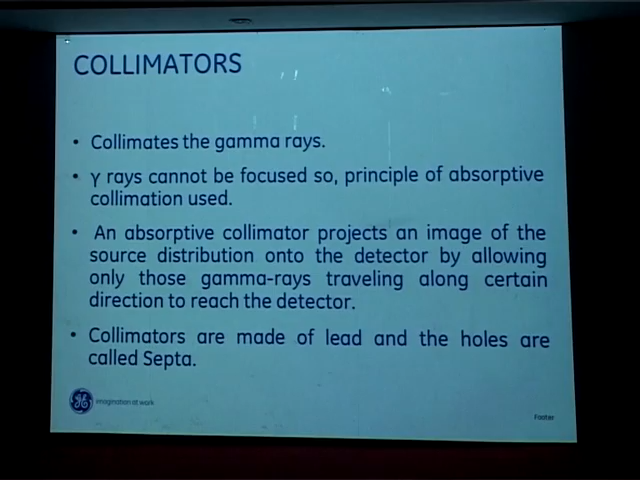 COLLIMATORS
• Collimates the gamma rays.
• γ rays cannot be focused so, principle of absorptive
collimation used.
• An absorptive collimator projects an image of the
source distribution onto the detector by allowing
only those gamma-rays traveling along certain
direction to reach the detector.
• Collimators are made of lead and the holes are
called Septa.
GE imagination at work
Footer